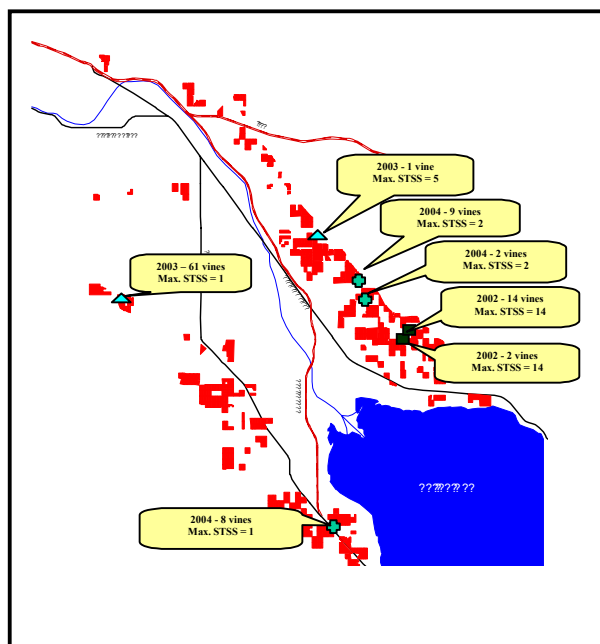 2003 - 1 vine
Max. STSS = 5
2004 - 9 vines
Max. STSS = 2
2004 - 2 vines
Max. STSS = 2
2003 – 61 vines
Max. STSS = 1
2002 - 14 vines
Max. STSS = 14
2002 - 2 vines
Max. STSS = 14
2004 - 8 vines
Max. STSS = 1